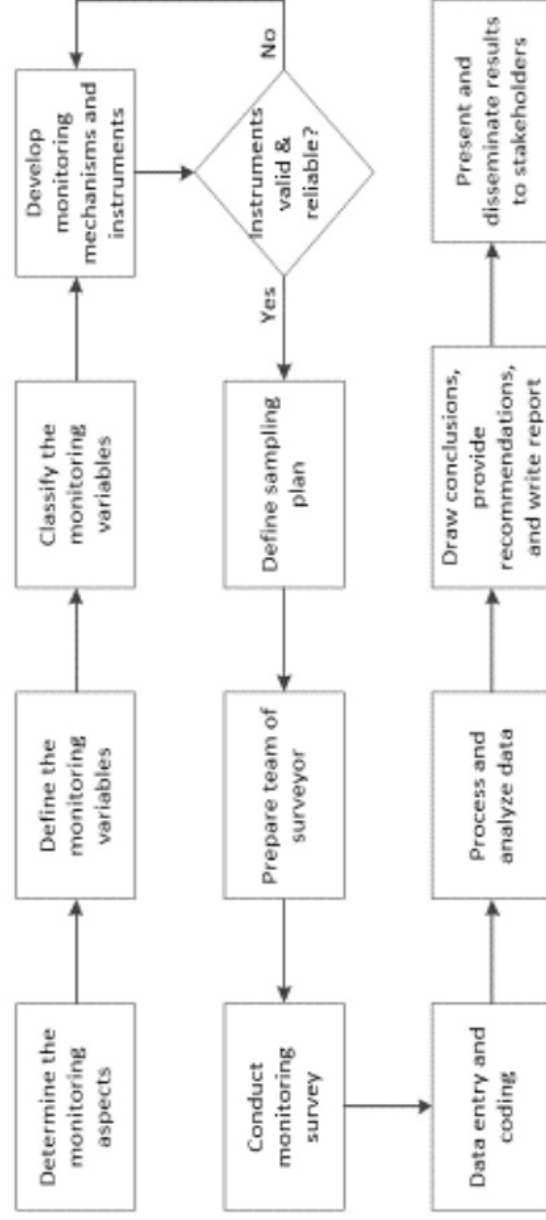 Determine the
monitoring
aspects
Define the
monitoring
variables
Classify the
monitoring
variables
Develop
monitoring
mechanisms and
instruments
Instruments
valid &
reliable?
No
Yes
Define sampling
plan
Prepare team of
surveyor
Conduct
monitoring
survey
Data entry and
coding
Process and
analyze data
Draw conclusions,
provide
recommendations,
and write report
Present and
disseminate results
to stakeholders